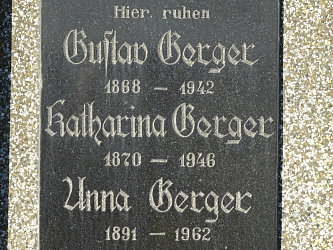 Hier ruhen
Gustav Gerger
1868 – 1942
Katharina Gerger
1870 – 1946
Anna Gerger
1891 – 1962